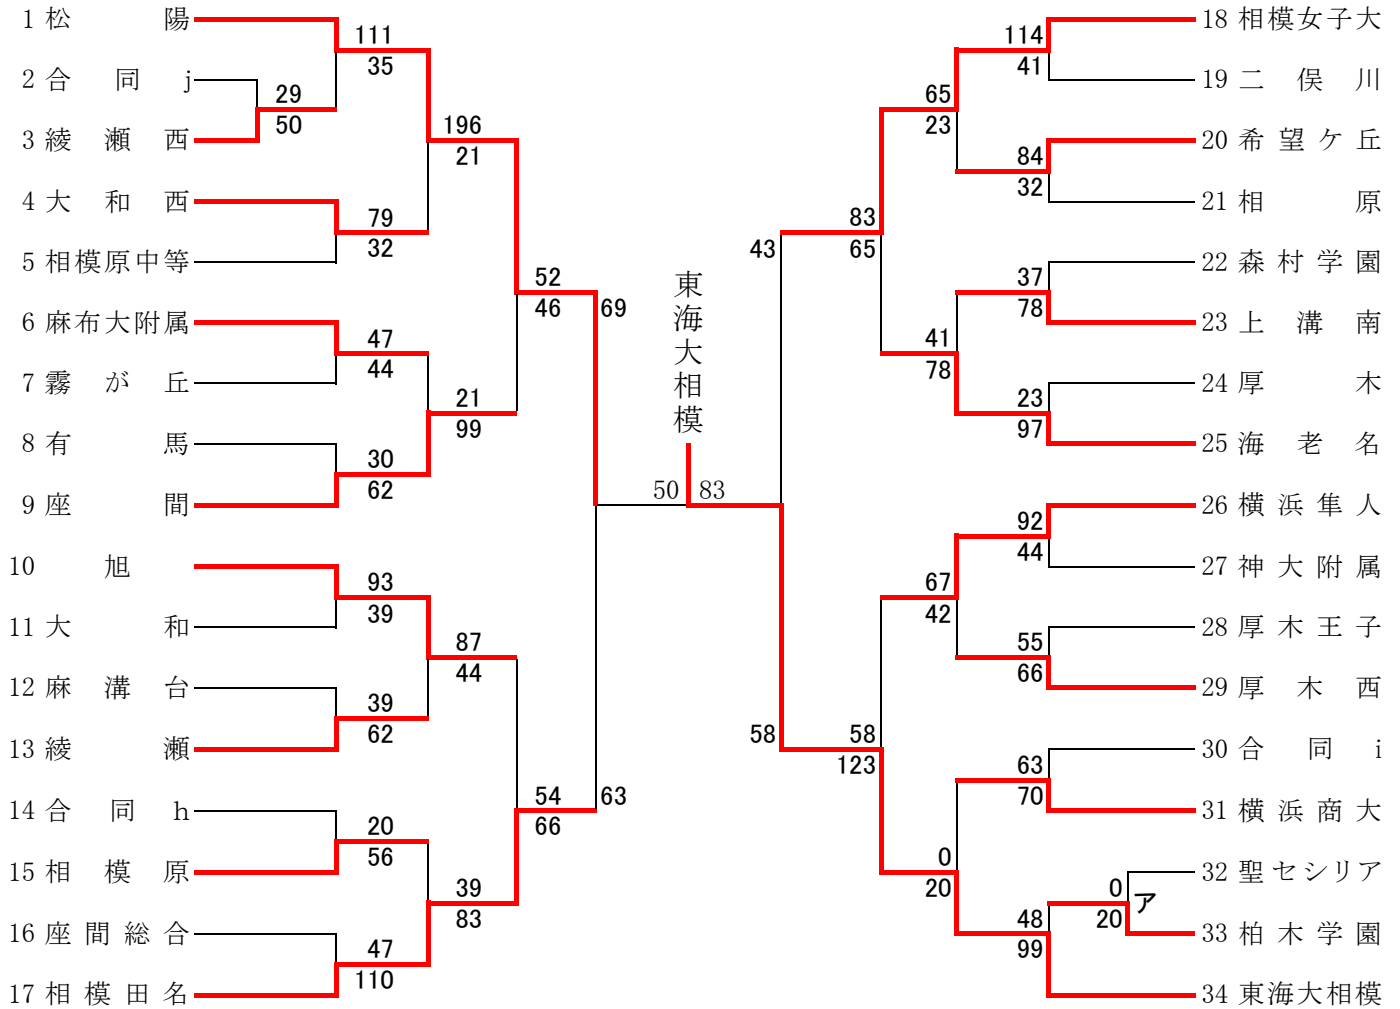 1 松陽
2 合同j
3 綾瀬西
4 大和西
5 相模原中等
6 麻布大附属
7 霧が丘
8 有馬
9 座間
10 旭
11 大和
12 麻溝台
13 綾瀬
14 合同h
15 相模原
16 座間総合
17 相模田名
111
35
29
50
196
21
79
32
52
46
69
47
44
21
99
30
62
93
39
87
44
39
62
54
66
63
20
56
39
83
47
110
東海大相模
50 83
43
58
83
65
65
23
114
41
84
32
41
78
37
78
23
97
67
42
92
44
55
66
58
123
63
70
0
20
48
99
0
20
ア
18 相模女子大
19 二俣川
20 希望ケ丘
21 相原
22 森村学園
23 上溝南
24 厚木
25 海老名
26 横浜隼人
27 神大附属
28 厚木王子
29 厚木西
30 合同i
31 横浜商大
32 聖セシリア
33 柏木学園
34 東海大相模